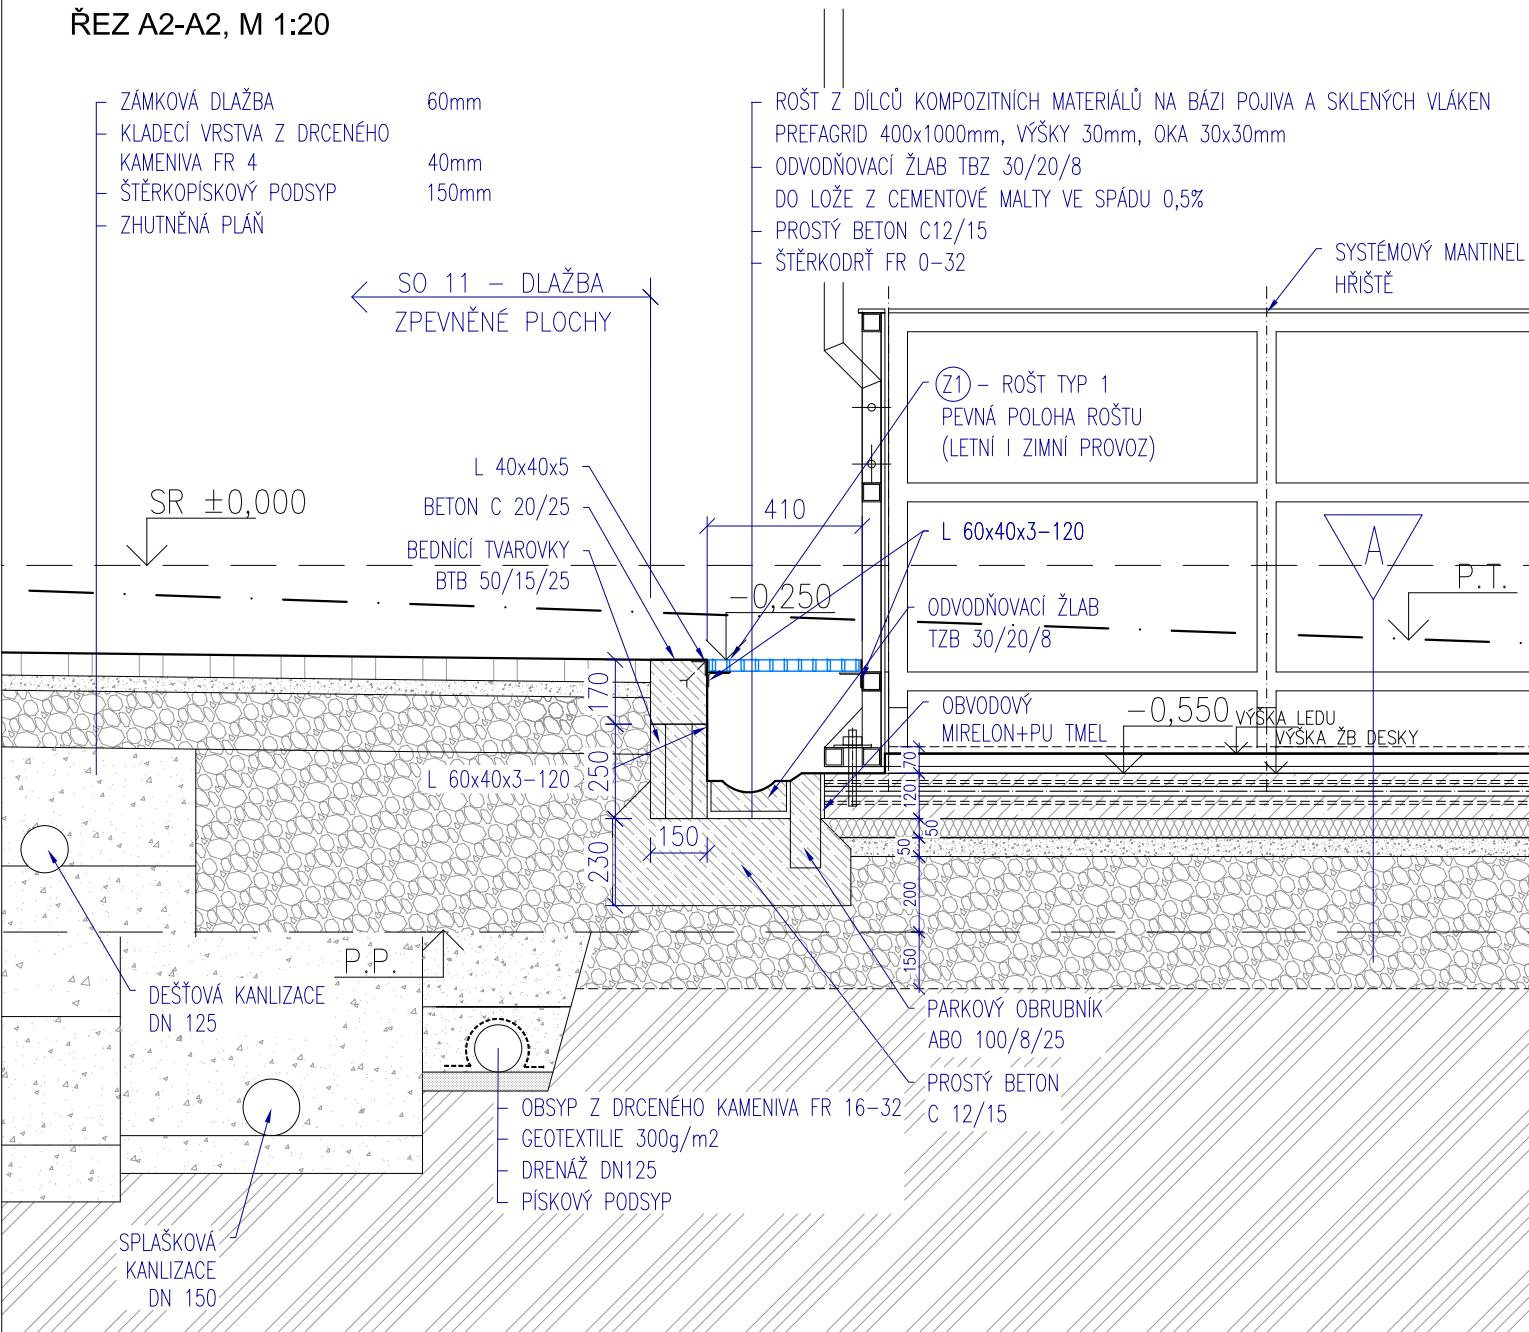 ŘEZ A2-A2, M 1:20
ZÁMKOVÁ DLAŽBA 60mm
KLADECÍ VRSTVA Z DRCENÉHO
KAMENIVA FR 4 40mm
ŠTĚRKOPÍSKOVÝ PODSYP 150mm
ZHUTNĚNÁ PLÁŇ
ROŠT Z DÍLCŮ KOMPOZITNÍCH MATERIÁLŮ NA BÁZI POJIVA A SKLENÝCH VLÁKEN
PREFAGRID 400x1000mm, VÝŠKY 30mm, OKA 30x30mm
ODVODŇOVACÍ ŽLAB TBZ 30/20/8
DO LOŽE Z CEMENTOVÉ MALTY VE SPÁDU 0,5%
PROSTÝ BETON C12/15
ŠTĚRKODRŤ FR 0-32
SYSTÉMOVÝ MANTINEL
HŘIŠTĚ
SO 11 - DLAŽBA
ZPEVNĚNÉ PLOCHY
Z1 - ROŠT TYP 1
PEVNÁ POLOHA ROŠTU
(LETNÍ I ZIMNÍ PROVOZ)
L 40x40x5
BETON C 20/25
BEDNÍCÍ TVAROVKY
BTB 50/15/25
SR ±0,000
410
L 60x40x3-120
A
P.T.
-0,250
ODVODŇOVACÍ ŽLAB
TZB 30/20/8
OBVODOVÝ
MIRELON+PU TMEL
-0,550
VÝŠKA LEDU
VÝŠKA ŽB DESKY
L 60x40x3-120
170
250
230
150
70
120
50
50
200
150
P.P.
DEŠŤOVÁ KANLIZACE
DN 125
PARKOVÝ OBRUBNÍK
ABO 100/8/25
PROSTÝ BETON
C 12/15
OBSYP Z DRCENÉHO KAMENIVA FR 16-32
GEOTEXTILIE 300g/m2
DRENÁŽ DN125
PÍSKOVÝ PODSYP
SPLAŠKOVÁ
KANLIZACE
DN 150